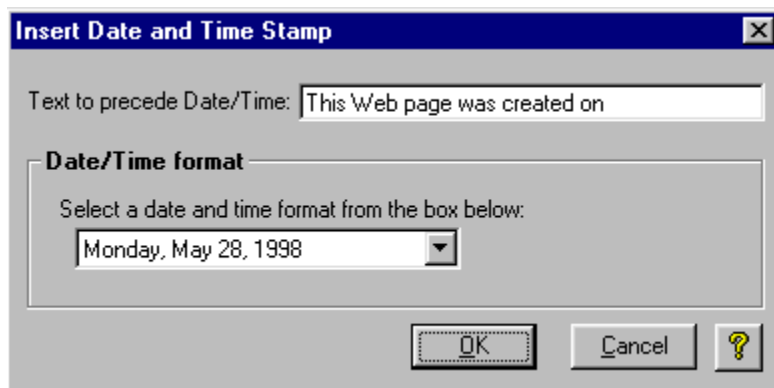 Insert Date and Time Stamp
Text to precede Date/Time: This Web page was created on
Date/Time format
Select a date and time format from the box below:
Monday, May 28, 1998
OK Cancel ?